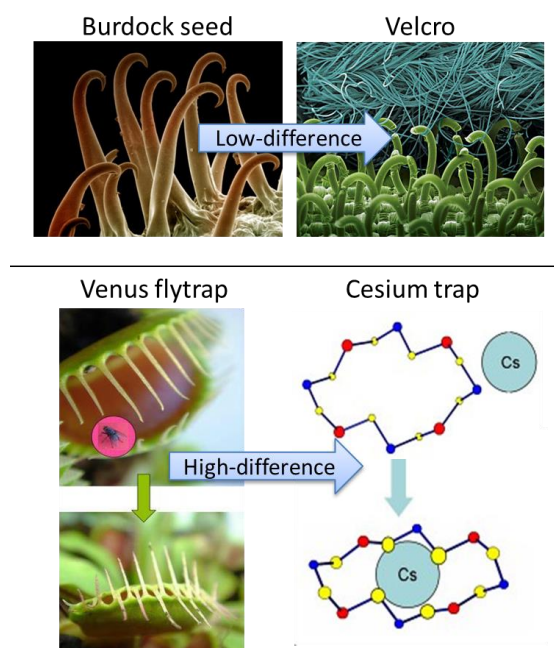 Burdock seed
Velcro
Low-difference
Venus flytrap
Cesium trap
Cs
High-difference
Cs